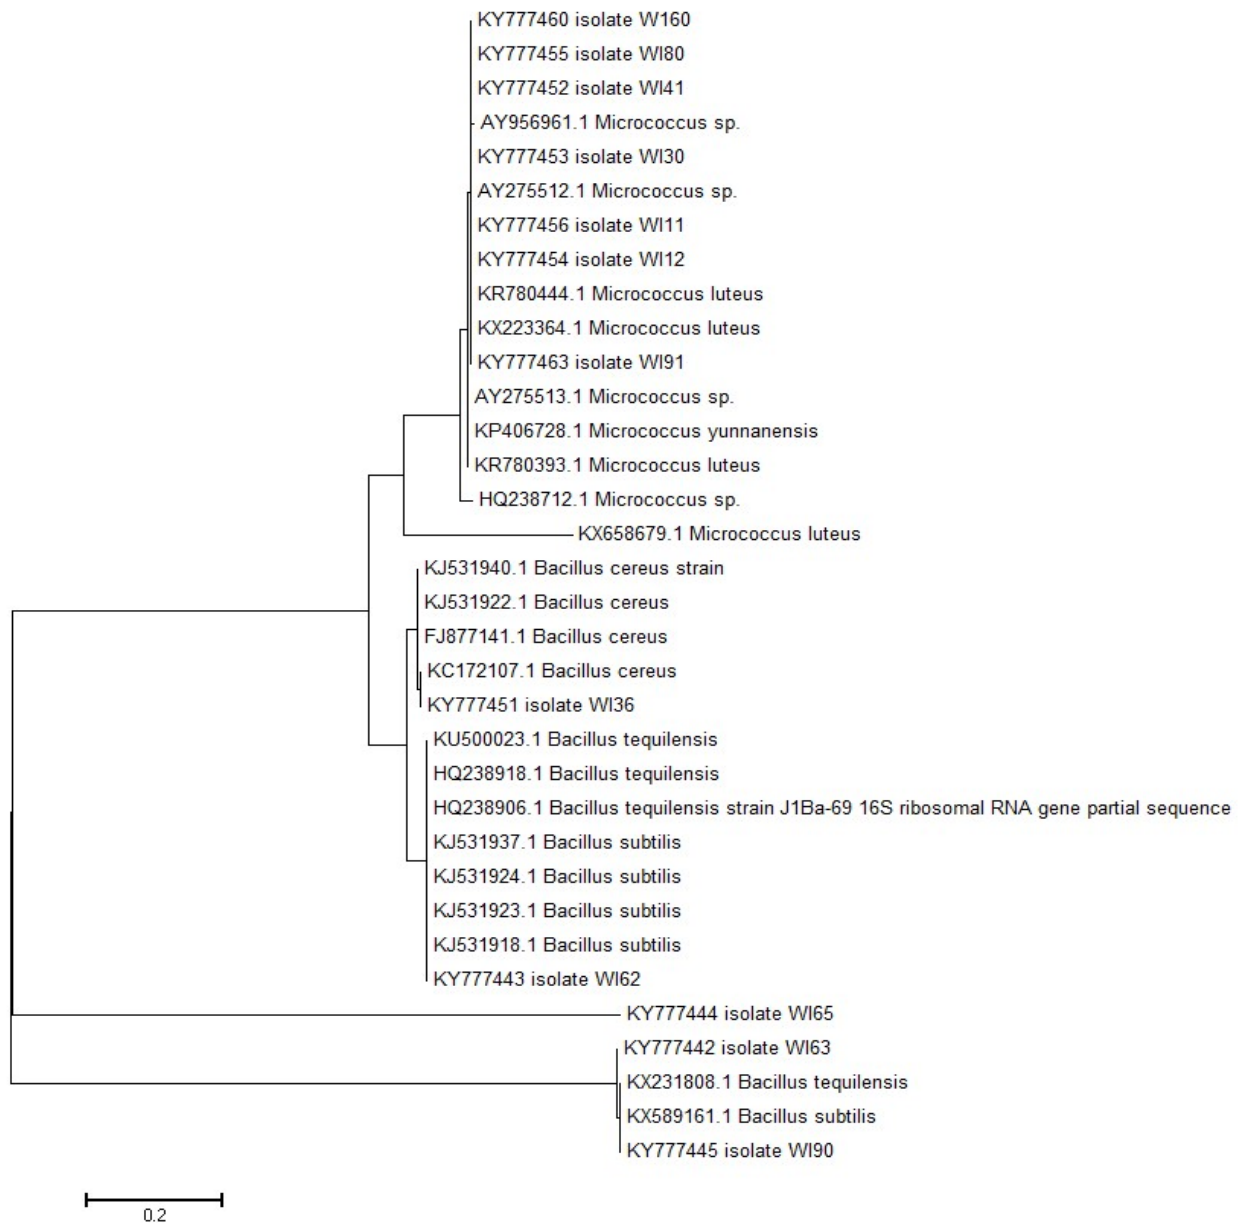 KY777460 isolate W160
KY777455 isolate WI80
KY777452 isolate WI41
AY956961.1 Micrococcus sp.
KY777453 isolate WI30
AY275512.1 Micrococcus sp.
KY777456 isolate WI11
KY777454 isolate WI12
KR780444.1 Micrococcus luteus
KX223364.1 Micrococcus luteus
KY777463 isolate WI91
AY275513.1 Micrococcus sp.
KP406728.1 Micrococcus yunnanensis
KR780393.1 Micrococcus luteus
HQ238712.1 Micrococcus sp.
KX658679.1 Micrococcus luteus
KJ531940.1 Bacillus cereus strain
KJ531922.1 Bacillus cereus
FJ877141.1 Bacillus cereus
KC172107.1 Bacillus cereus
KY777451 isolate WI36
KU500023.1 Bacillus tequilensis
HQ238918.1 Bacillus tequilensis
HQ238906.1 Bacillus tequilensis strain J1Ba-69 16S ribosomal RNA gene partial sequence
KJ531937.1 Bacillus subtilis
KJ531924.1 Bacillus subtilis
KJ531923.1 Bacillus subtilis
KJ531918.1 Bacillus subtilis
KY777443 isolate WI62
KY777444 isolate WI65
KY777442 isolate WI63
KX231808.1 Bacillus tequilensis
KX589161.1 Bacillus subtilis
KY777445 isolate WI90
0.2